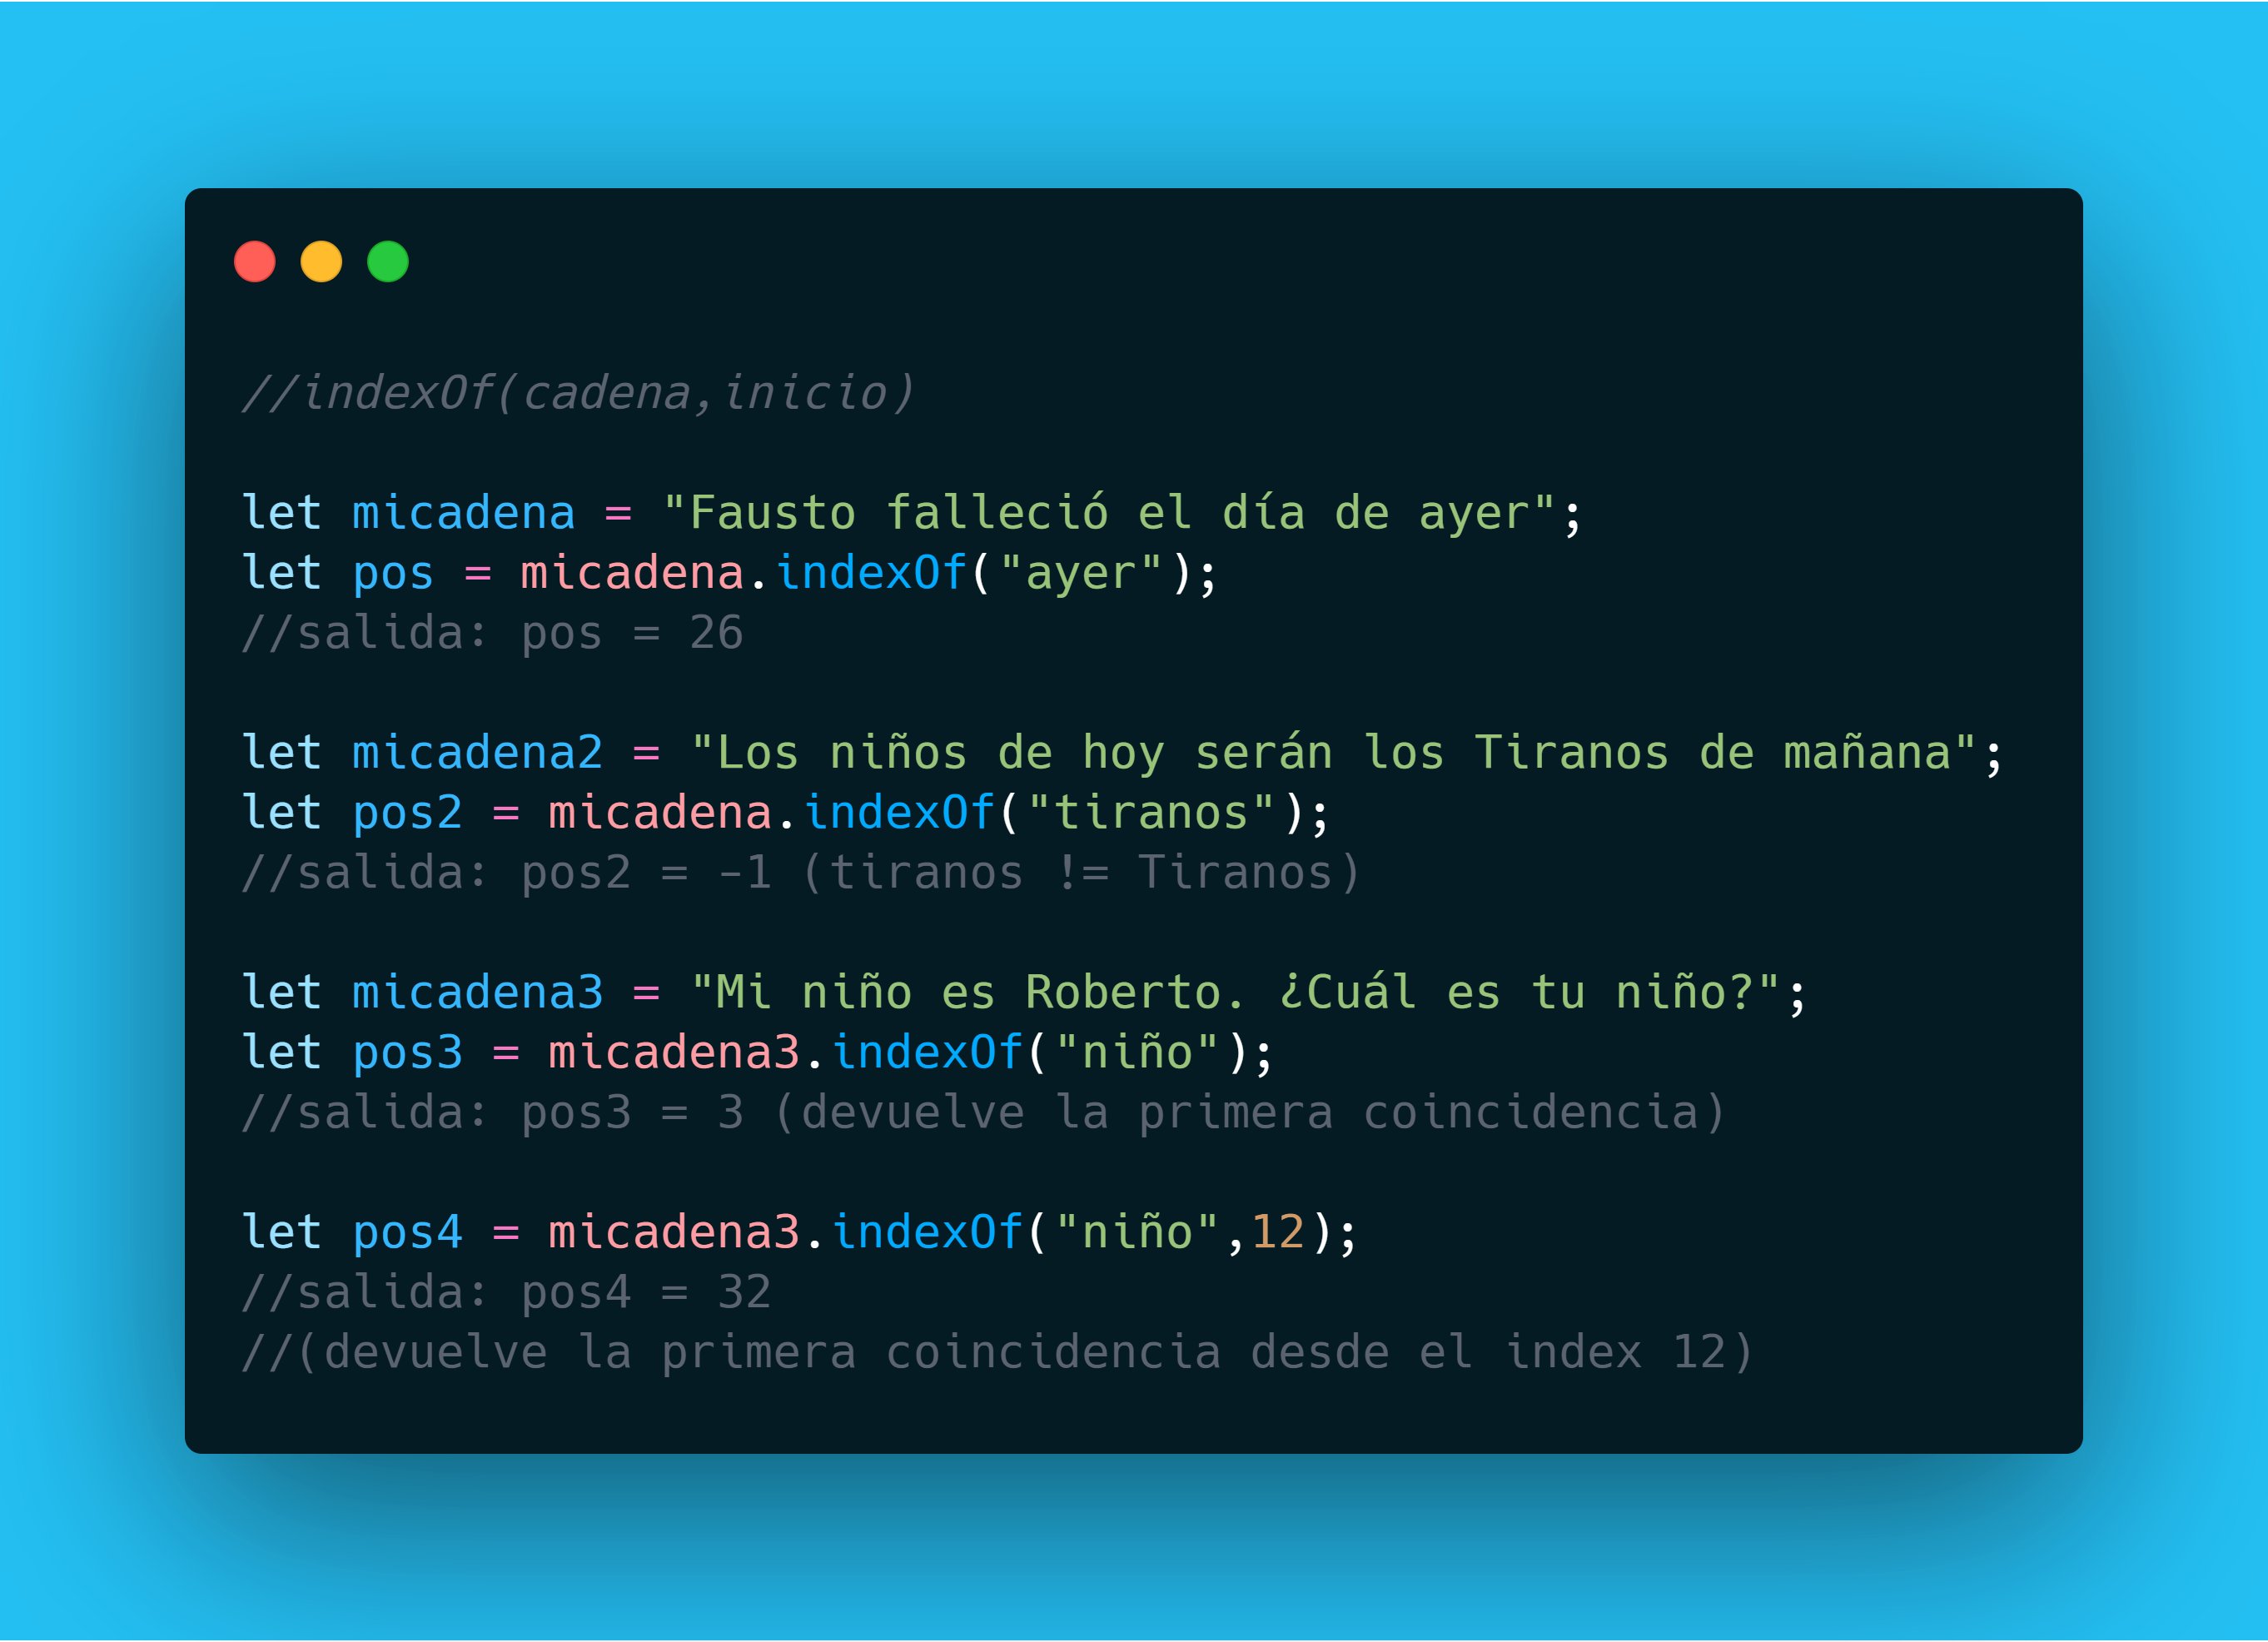 //indexOf(cadena,inicio)
let micadena = "Fausto falleció el día de ayer";
let pos = micadena.indexOf("ayer");
//salida: pos = 26
let micadena2 = "Los niños de hoy serán los Tiranos de mañana";
let pos2 = micadena.indexOf("tiranos");
//salida: pos2 = -1 (tiranos != Tiranos)
let micadena3 = "Mi niño es Roberto. ¿Cuál es tu niño?";
let pos3 = micadena3.indexOf("niño");
//salida: pos3 = 3 (devuelve la primera coincidencia)
let pos4 = micadena3.indexOf("niño",12);
//salida: pos4 = 32
//(devuelve la primera coincidencia desde el index 12)